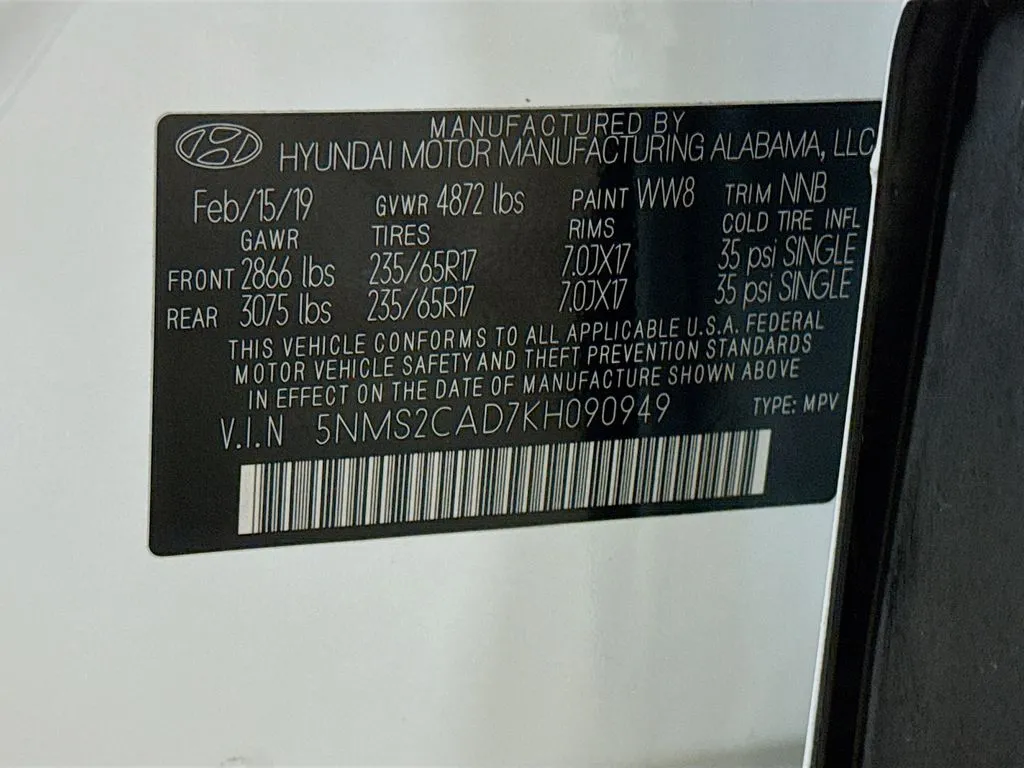 MANUFACTURED BY
HYUNDAI MOTOR MANUFACTURING ALABAMA, LLC
Feb/15/19 GVWR 4872 lbs PAINT WW8 TRIM NNB
GAWR TIRES RIMS COLD TIRE INFL
FRONT 2866 lbs 235/65R17 7.0JX17 35 psi SINGLE
REAR 3075 lbs 235/65R17 7.0JX17 35 psi SINGLE
THIS VEHICLE CONFORMS TO ALL APPLICABLE U.S.A. FEDERAL
MOTOR VEHICLE SAFETY AND THEFT PREVENTION STANDARDS
IN EFFECT ON THE DATE OF MANUFACTURE SHOWN ABOVE
V.I.N 5NMS2CAD7KH090949 TYPE: MPV